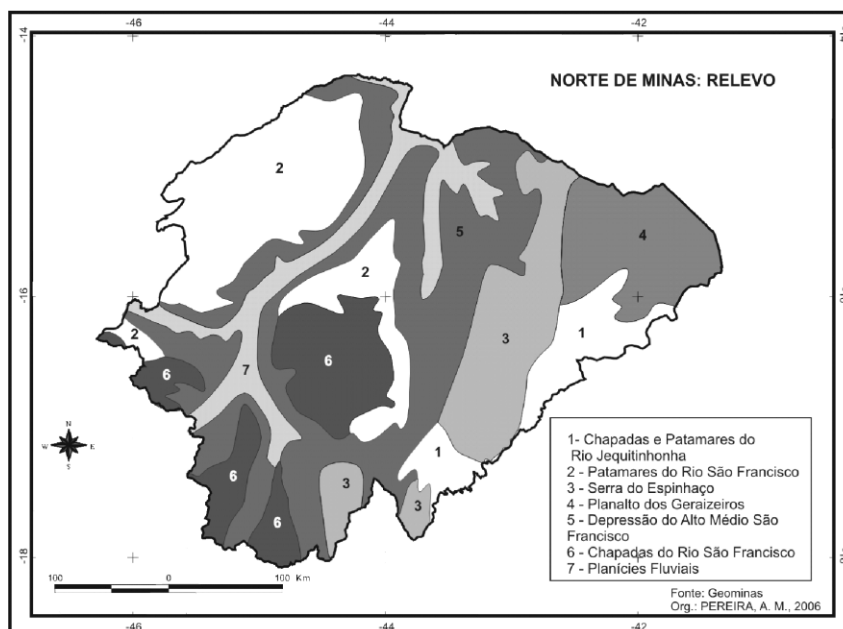 -46
-44
-42
-14
NORTE DE MINAS: RELEVO
2
5
4
2
-16
2
6
6
3
1
7
N
W
E
S
1
6
3
3
6
1- Chapadas e Patamares do
Rio Jequitinhonha
2 - Patamares do Rio São Francisco
3 - Serra do Espinhaço
4 - Planalto dos Geraizeiros
5 - Depressão do Alto Médio São
Francisco
6 - Chapadas do Rio São Francisco
7 - Planícies Fluviais
-18
100
0
100 Km
Fonte: Geominas
Org.: PEREIRA, A. M., 2006
-46
-44
-42